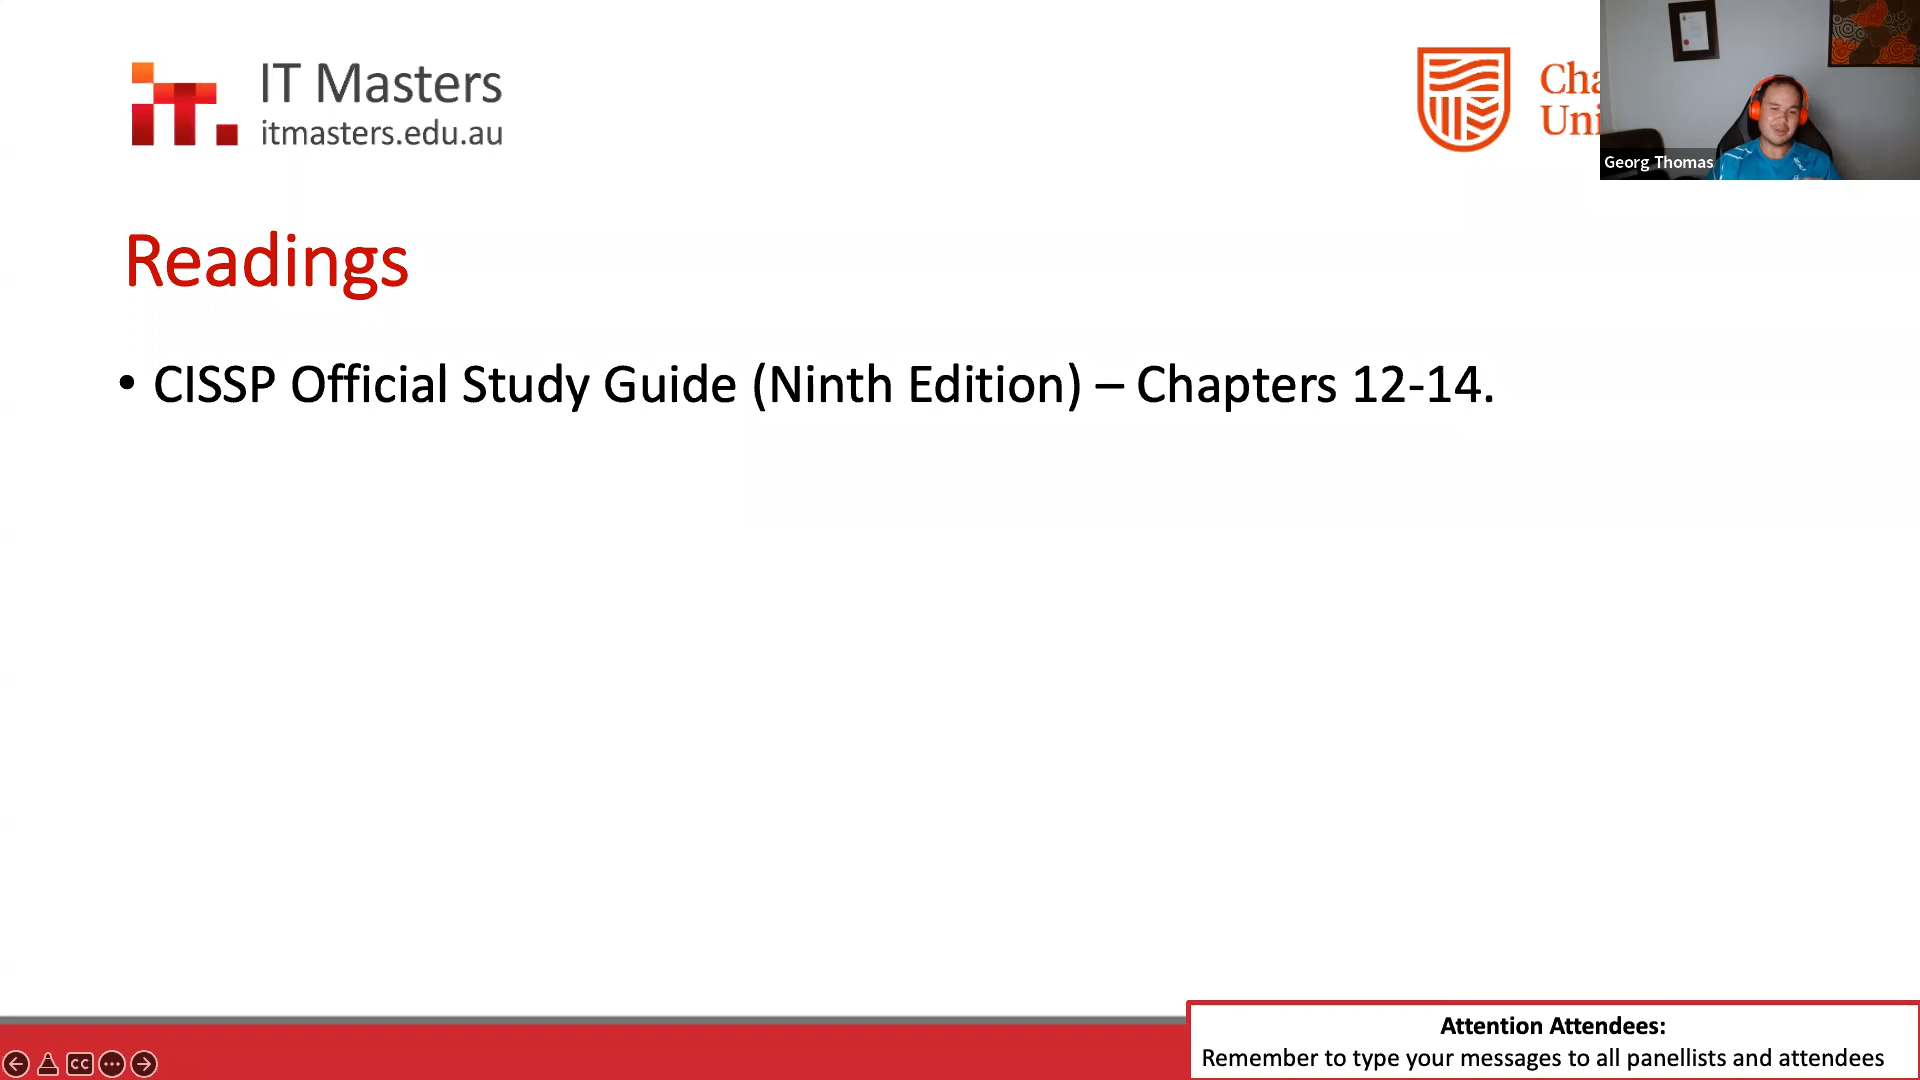 IT Masters
itmasters.edu.au
Georg Thomas
Readings
• CISSP Official Study Guide (Ninth Edition) – Chapters 12-14.
Attention Attendees:
Remember to type your messages to all panellists and attendees
CC